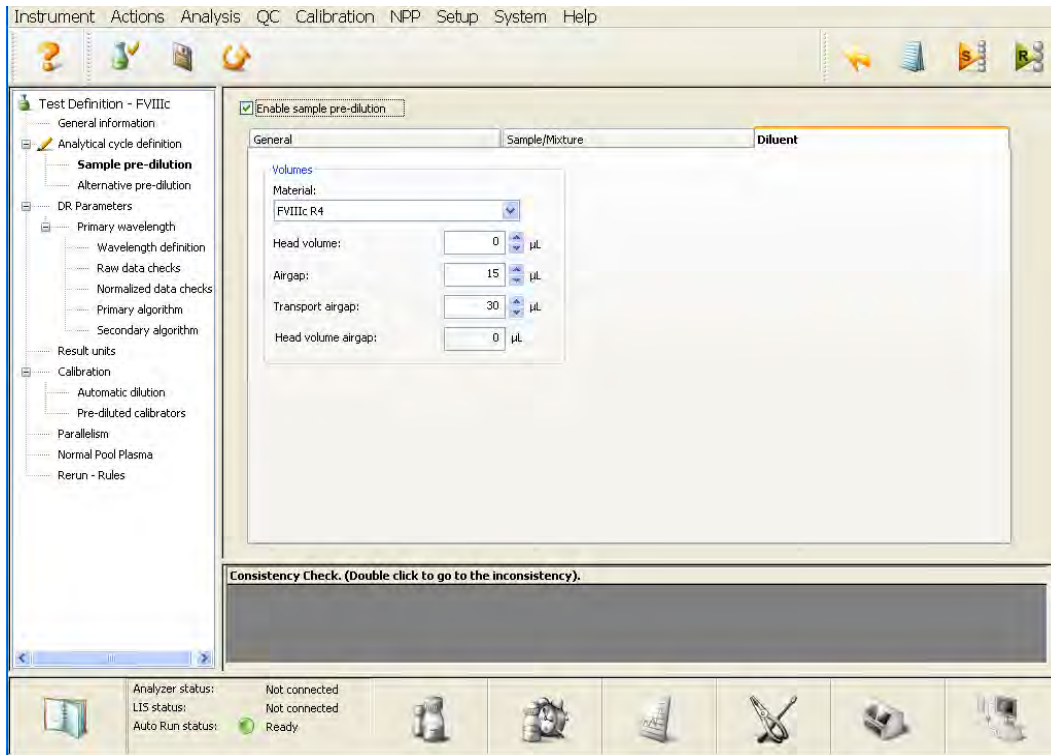 Instrument Actions Analysis QC Calibration NPP Setup System Help
S
R
Test Definition - FVIIIc
General information
Analytical cycle definition
Sample pre-dilution
Alternative pre-dilution
DR Parameters
Primary wavelength
Wavelength definition
Raw data checks
Normalized data checks
Primary algorithm
Secondary algorithm
Result units
Calibration
Automatic dilution
Pre-diluted calibrators
Parallelism
Normal Pool Plasma
Rerun - Rules
Enable sample pre-dilution
General Sample/Mixture Diluent
Volumes
Material:
FVIIIc R4
Head volume: 0 µL
Airgap: 15 µL
Transport airgap: 30 µL
Head volume airgap: 0 µL
Consistency Check. (Double click to go to the inconsistency).
Analyzer status: Not connected
LIS status: Not connected
Auto Run status: Ready